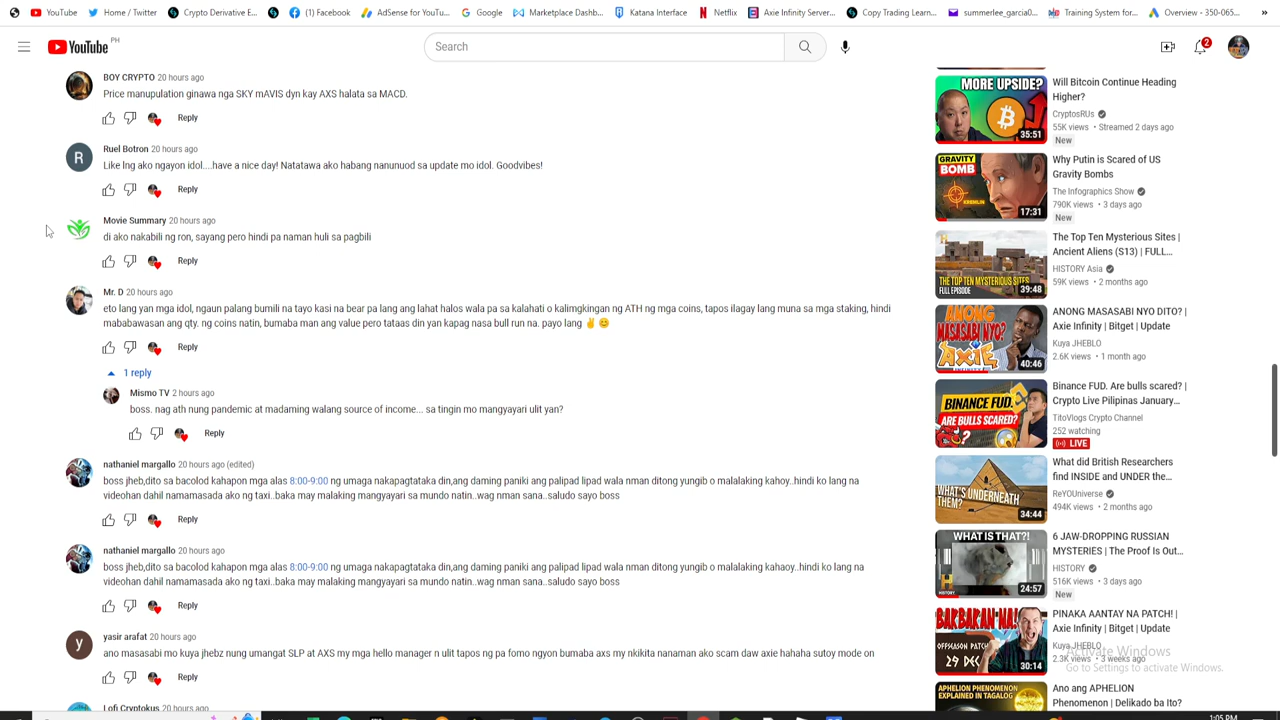 YouTube
Home / Twitter
Crypto Derivative E...
(1) Facebook
AdSense for YouTu...
Google
Marketplace Dashb...
Katana Interface
Netflix
Axie Infinity Server...
Copy Trading Learn...
summerlee_garcia0...
Training System for...
Overview - 350-065...
»
YouTube PH
Search
2
BOY CRYPTO 20 hours ago
Price manupulation ginawa nga SKY mAVIS dyn kay AXS halata sa MACD.
Reply
Ruel Botron 20 hours ago
R
Like lng ako ngayon idol....have a nice day! Natatawa ako habang nanunuod sa update mo idol. Goodvibes!
Reply
Movie Summary 20 hours ago
di ako nakabili ng ron, sayang pero hindi pa naman huli sa pagbili
Reply
Mr. D 20 hours ago
eto lang yan mga idol, ngaun palang bumili na tayo kasi na bear pa lang ang lahat halos wala pa sa kalahati o kalimgkingan ng ATH ng mga coins, tapos ilagay lang muna sa mga staking, hindi
mababawasan ang qty. ng coins natin, bumaba man ang value pero tataas din yan kapag nasa bull run na. payo lang ✌😊
Reply
1 reply
Mismo TV 2 hours ago
boss. nag ath nung pandemic at madaming walang source of income... sa tingin mo mangyayari ulit yan?
Reply
nathaniel margallo 20 hours ago (edited)
boss jheb,dito sa bacolod kahapon mga alas 8:00-9:00 ng umaga nakapagtataka din,ang daming paniki ang palipad lipad wala nman ditong yungib o malalaking kahoy..hindi ko lang na
videohan dahil namamasada ako ng taxi..baka may malaking mangyayari sa mundo natin..wag nman sana..saludo sayo boss
Reply
nathaniel margallo 20 hours ago
boss jheb,dito sa bacolod kahapon mga alas 8:00-9:00 ng umaga nakapagtataka din,ang daming paniki ang palipad lipad wala nman ditong yungib o malalaking kahaoy..hindi ko lang na
videohan dahil namamasada ako ng taxi..baka may malaking mangyayari sa mundo natin..wag nman sana..saludo sayo boss
Reply
yasir arafat 20 hours ago
y
ano masasabi mo kuya jhebz nung umangat SLP at AXS my mga hello manager n ulit tapos ng pa fomo ngyon bumaba axs my nkikita nanaman ako scam daw axie hahaha sutoy mode on
Reply
Lofi Cryptokus 20 hours ago
MORE UPSIDE?
35:51
Will Bitcoin Continue Heading
Higher?
CryptosRUs
55K views • Streamed 2 days ago
New
GRAVITY
BOMB
KREMLIN
17:31
Why Putin is Scared of US
Gravity Bombs
The Infographics Show
790K views • 3 days ago
New
H
THE TOP TEN MYSTERIOUS SITES
FULL EPISODE
39:48
The Top Ten Mysterious Sites |
Ancient Aliens (S13) | FULL...
HISTORY Asia
59K views • 2 months ago
ANONG
MASASABI NYO?
AXIE
INFINITY
40:46
ANONG MASASABI NYO DITO? |
Axie Infinity | Bitget | Update
Kuya JHEBLO
2.6K views • 1 month ago
BINANCE FUD.
ARE BULLS SCARED?
?
Binance FUD. Are bulls scared? |
Crypto Live Pilipinas January...
TitoVlogs Crypto Channel
252 watching
LIVE
WHAT'S UNDERNEATH
THEM?
34:44
What did British Researchers
find INSIDE and UNDER the...
ReYOUniverse
494K views • 2 months ago
WHAT IS THAT?!
H
HISTORY
24:57
6 JAW-DROPPING RUSSIAN
MYSTERIES | The Proof Is Out...
HISTORY
516K views • 3 days ago
New
BAKBAKAN NA!
OFFSEASON PATCH
29 DEC
30:14
PINAKA AANTAY NA PATCH! |
Axie Infinity | Bitget | Update
Kuya JHEBLO
2.3K views • 3 weeks ago
Activate Windows
Go to Settings to activate Windows.
APHELION PHENOMENON
EXPLAINED IN TAGALOG
Ano ang APHELION
Phenomenon | Delikado ba Ito?
1:05 PM